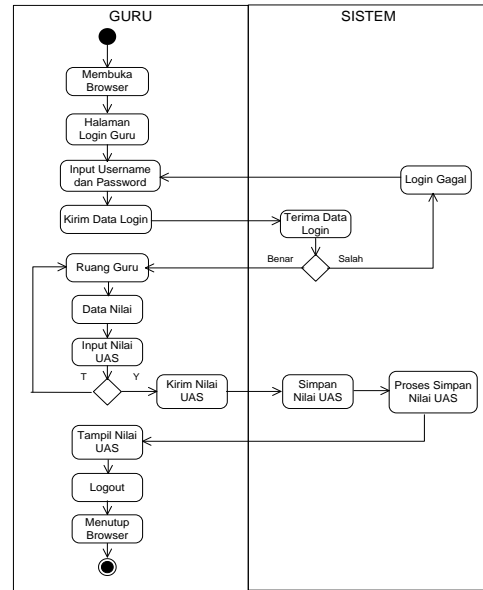 GURU
SISTEM
Membuka
Browser
Halaman
Login Guru
Input Username
dan Password
Login Gagal
Kirim Data Login
Terima Data
Login
Benar
Salah
Ruang Guru
Data Nilai
Input Nilai
UAS
T
Y
Kirim Nilai
UAS
Simpan
Nilai UAS
Proses Simpan
Nilai UAS
Tampil Nilai
UAS
Logout
Menutup
Browser